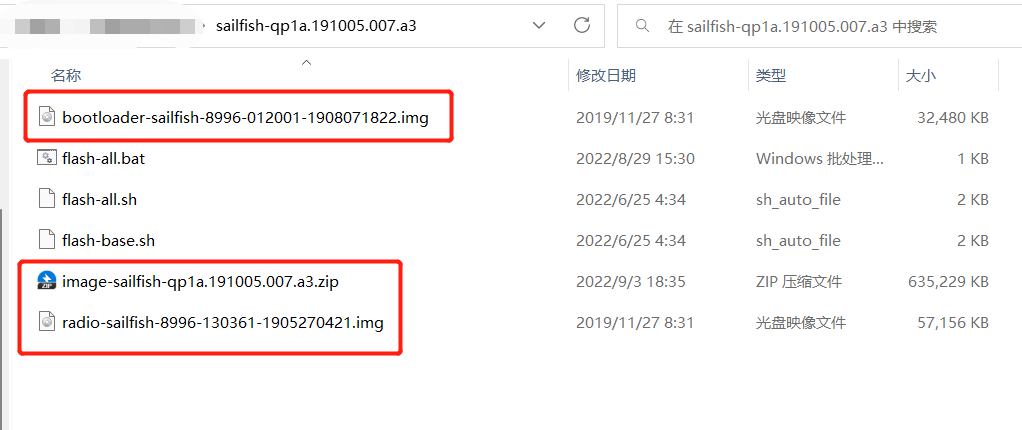 sailfish-qp1a.191005.007.a3
在 sailfish-qp1a.191005.007.a3 中搜索
名称 修改日期 类型 大小
bootloader-sailfish-8996-012001-1908071822.img 2019/11/27 8:31 光盘映像文件 32,480 KB
flash-all.bat 2022/8/29 15:30 Windows 批处理... 1 KB
flash-all.sh 2022/6/25 4:34 sh_auto_file 2 KB
flash-base.sh 2022/6/25 4:34 sh_auto_file 2 KB
image-sailfish-qp1a.191005.007.a3.zip 2022/9/3 18:35 ZIP 压缩文件 635,229 KB
radio-sailfish-8996-130361-1905270421.img 2019/11/27 8:31 光盘映像文件 57,156 KB